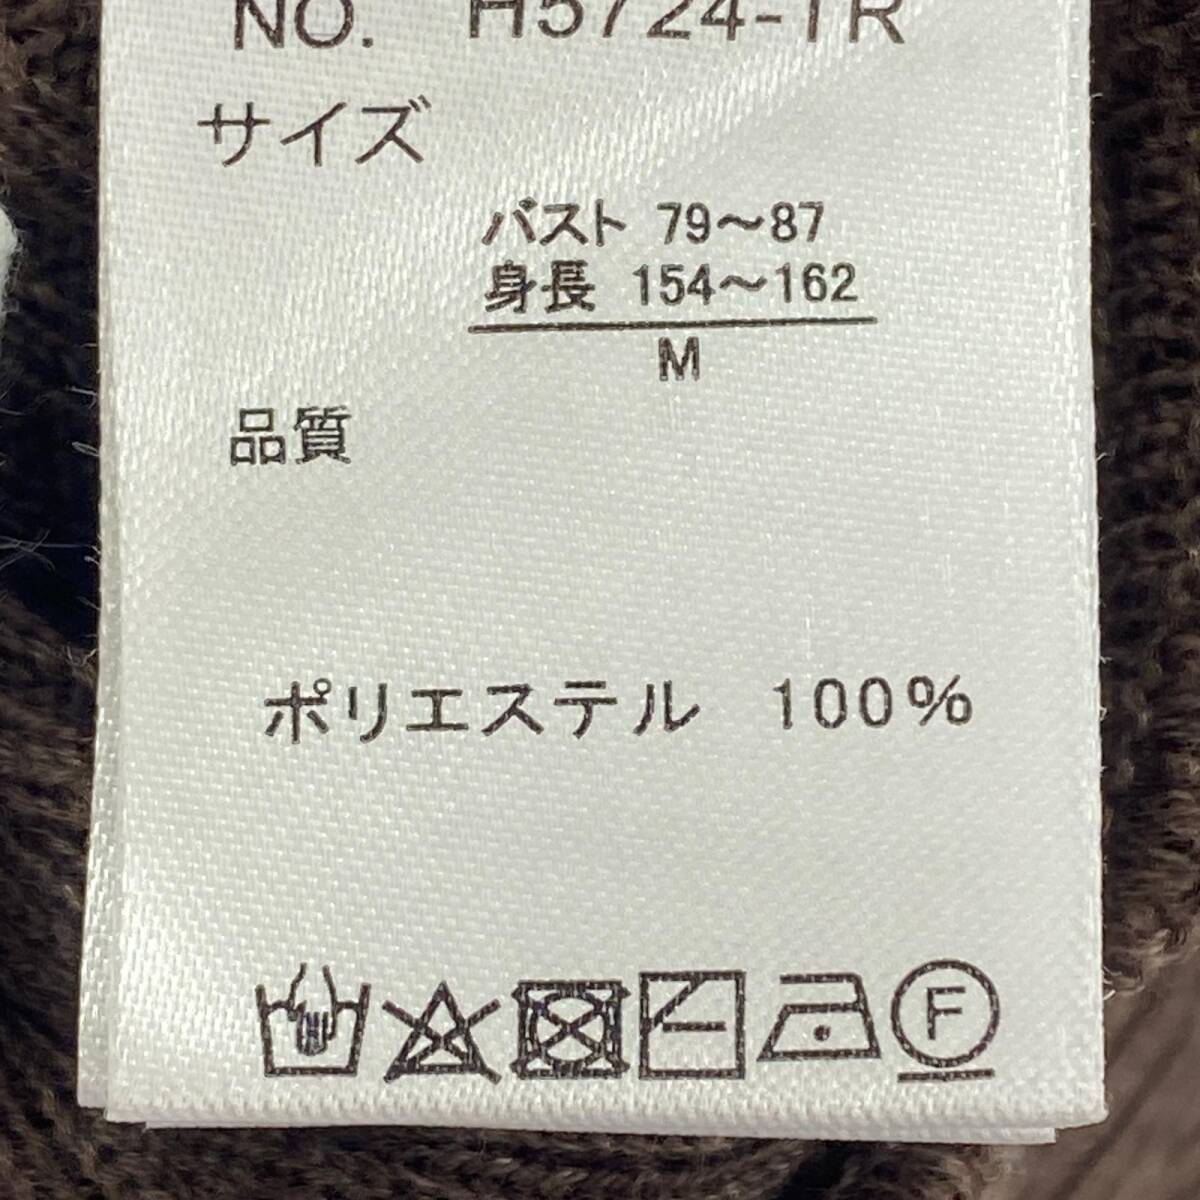 NO. H5724-TR
サイズ
バスト 79～87
身長 154～162
M
品質
ポリエステル 100%
F